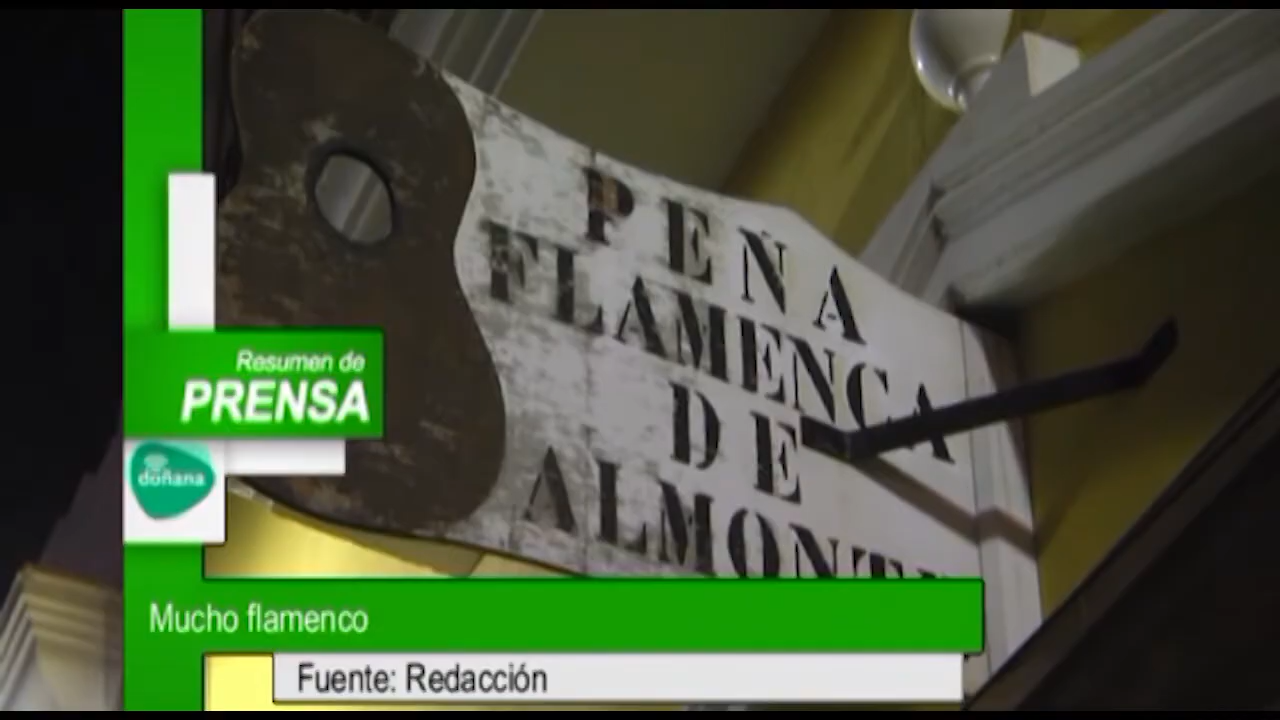 PEÑA
FLAMENCA
DE
ALMONTE
Resumen de
PRENSA
doñana
Mucho flamenco
Fuente: Redacción